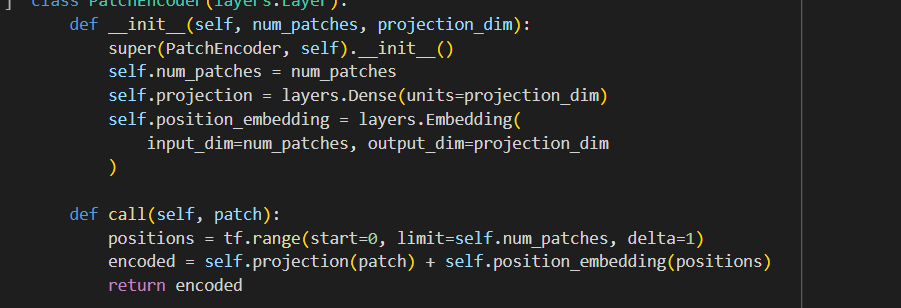 ] class PatchEncoder(layers.Layer):
    def __init__(self, num_patches, projection_dim):
        super(PatchEncoder, self).__init__()
        self.num_patches = num_patches
        self.projection = layers.Dense(units=projection_dim)
        self.position_embedding = layers.Embedding(
            input_dim=num_patches, output_dim=projection_dim
        )
    def call(self, patch):
        positions = tf.range(start=0, limit=self.num_patches, delta=1)
        encoded = self.projection(patch) + self.position_embedding(positions)
        return encoded